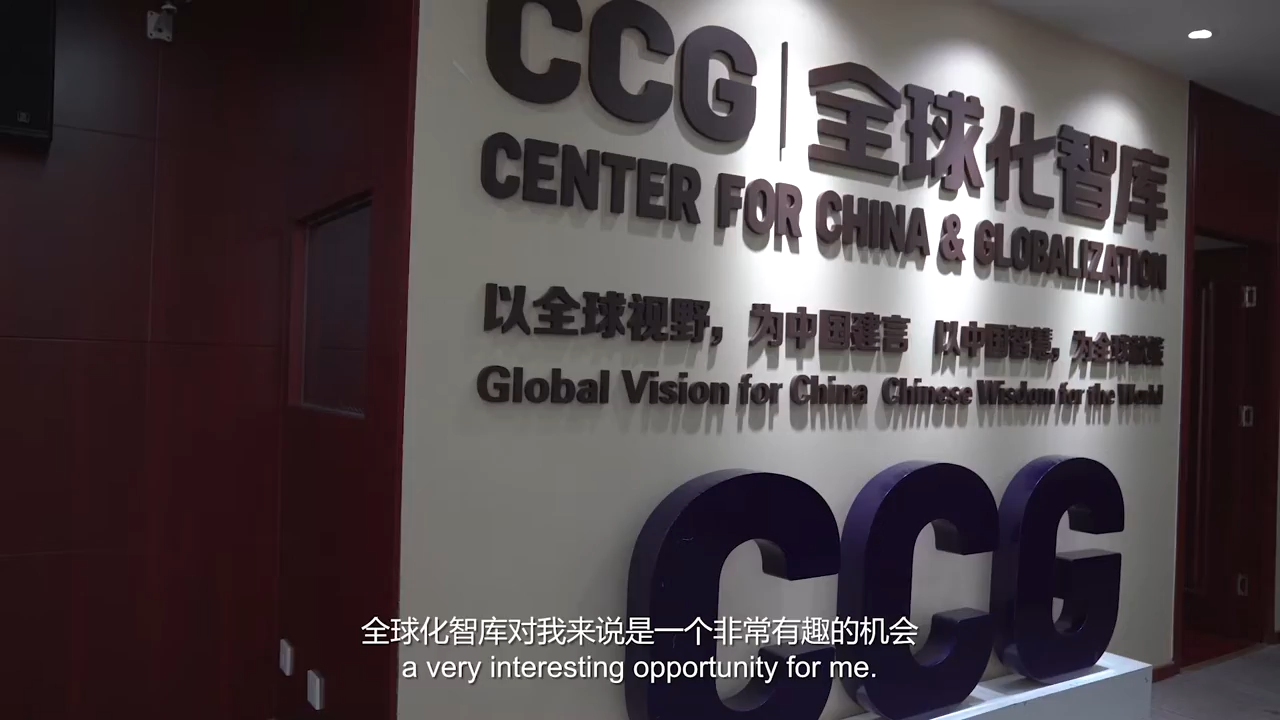 CCG | 全球化智库
CENTER FOR CHINA & GLOBALIZATION
以全球视野，为中国建言 以中国智慧，为全球献策
Global Vision for China Chinese Wisdom for the World
CCG
全球化智库对我来说是一个非常有趣的机会
a very interesting opportunity for me.